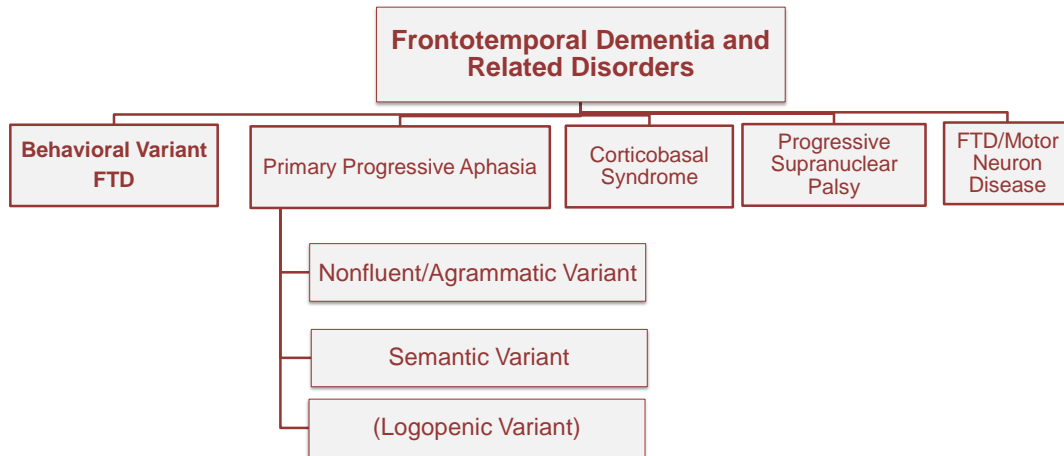 Frontotemporal Dementia and
Related Disorders
Behavioral Variant
FTD
Primary Progressive Aphasia
Corticobasal
Syndrome
Progressive
Supranuclear
Palsy
FTD/Motor
Neuron
Disease
Nonfluent/Agrammatic Variant
Semantic Variant
(Logopenic Variant)